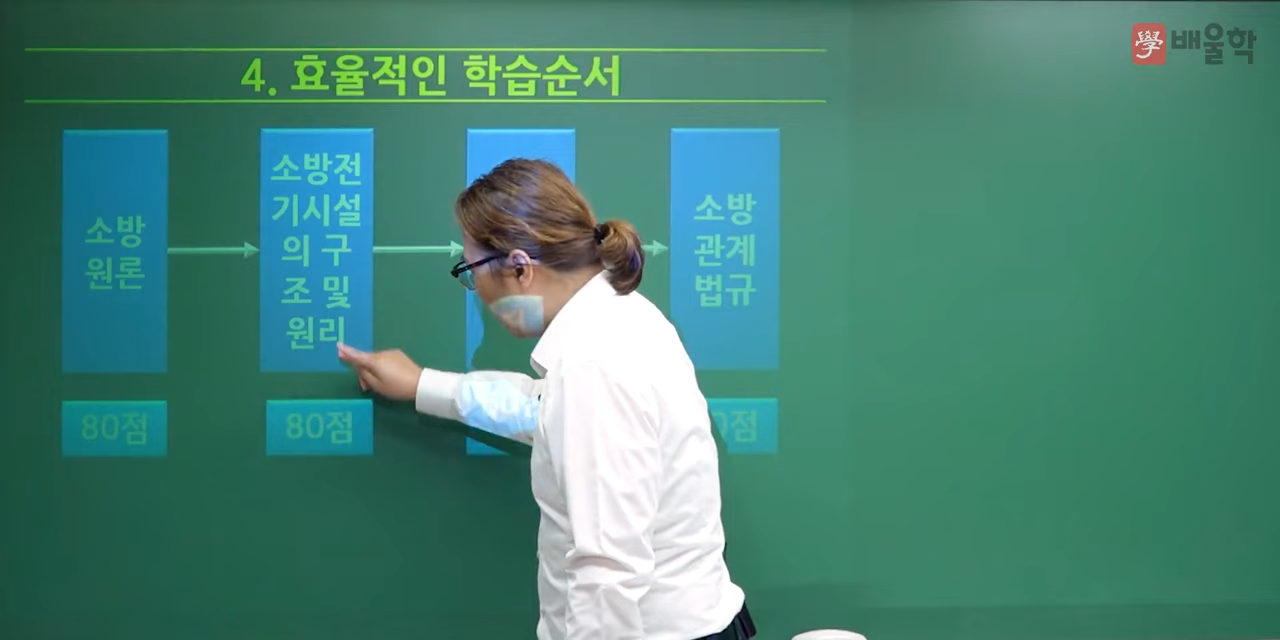 學 배울학
4. 효율적인 학습순서
소방
원론
소방전
기시설
의 구
조 및
원리
소방
관계
법규
80점
80점
0점